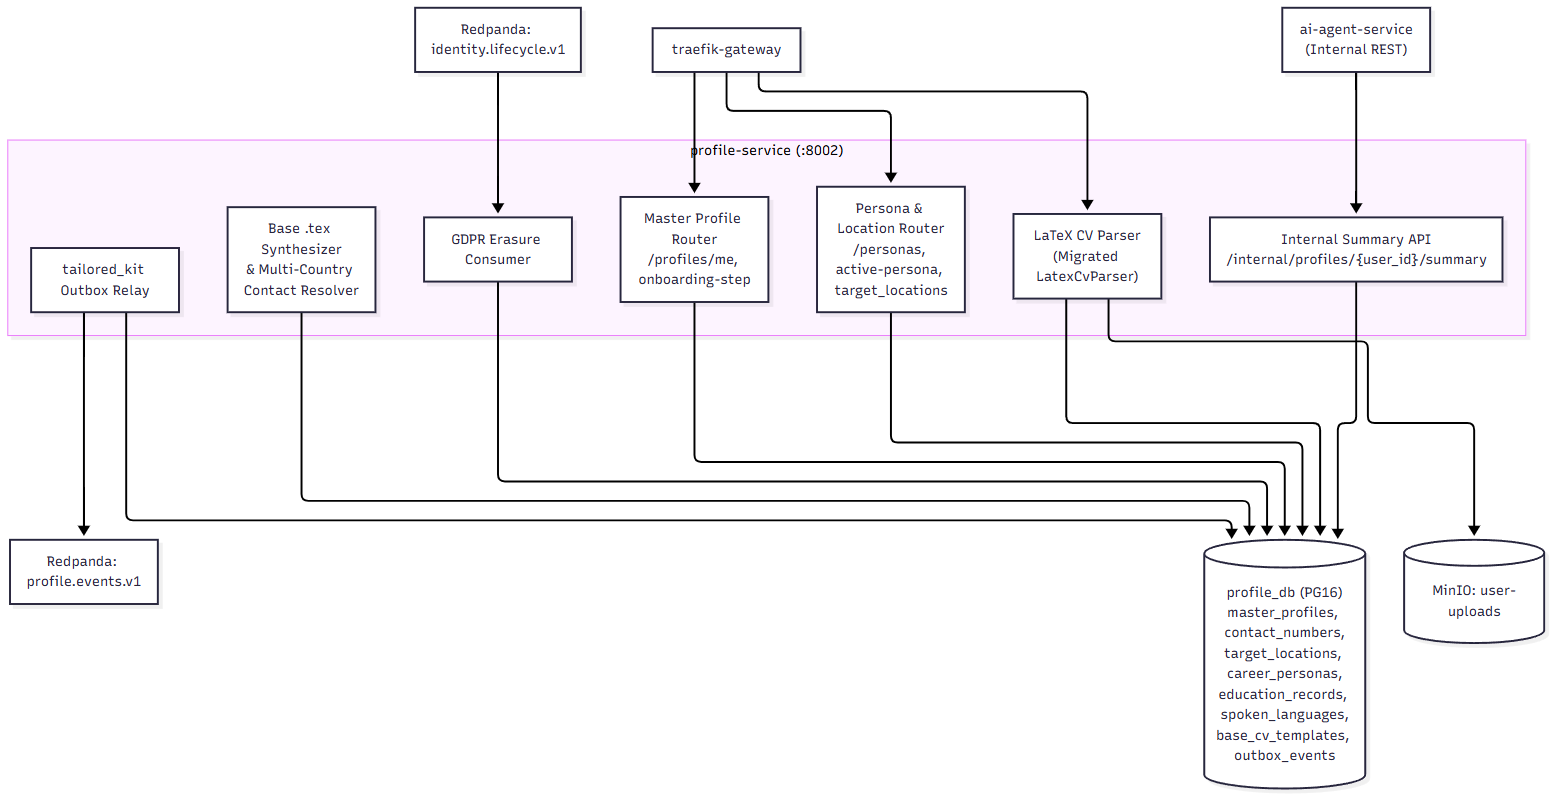 Redpanda:
identity.lifecycle.v1
traefik-gateway
ai-agent-service
(Internal REST)
profile-service (:8002)
tailored_kit
Outbox Relay
Base .tex
Synthesizer
& Multi-Country
Contact Resolver
GDPR Erasure
Consumer
Master Profile
Router
/profiles/me,
onboarding-step
Persona &
Location Router
/personas,
active-persona,
target_locations
LaTeX CV Parser
(Migrated
LatexCvParser)
Internal Summary API
/internal/profiles/{user_id}/summary
Redpanda:
profile.events.v1
profile_db (PG16)
master_profiles,
contact_numbers,
target_locations,
career_personas,
education_records,
spoken_languages,
base_cv_templates,
outbox_events
MinIO: user-
uploads